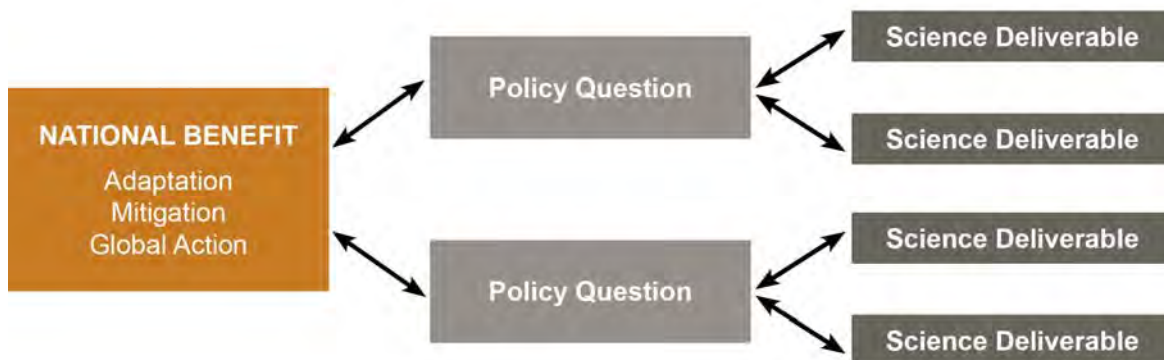 NATIONAL BENEFIT
Adaptation
Mitigation
Global Action
Policy Question
Policy Question
Science Deliverable
Science Deliverable
Science Deliverable
Science Deliverable